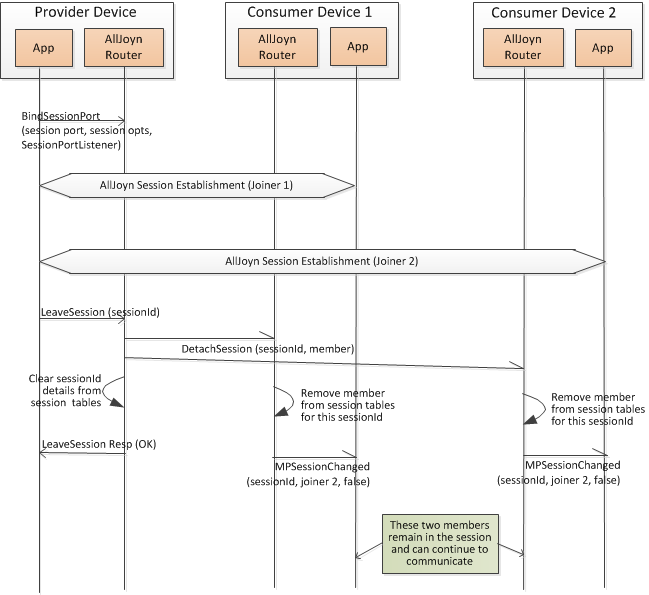 Provider Device
Consumer Device 1
Consumer Device 2
App
AllJoyn
Router
AllJoyn
Router
App
AllJoyn
Router
App
BindSessionPort
(session port, session opts,
SessionPortListener)
AllJoyn Session Establishment (Joiner 1)
AllJoyn Session Establishment (Joiner 2)
LeaveSession (sessionId)
DetachSession (sessionId, member)
Clear sessionId
details from
session tables
Remove member
from session tables
for this sessionId
Remove member
from session tables
for this sessionId
LeaveSession Resp (OK)
MPSessionChanged
(sessionId, joiner 2, false)
MPSessionChanged
(sessionId, joiner 2, false)
These two members
remain in the session
and can continue to
communicate